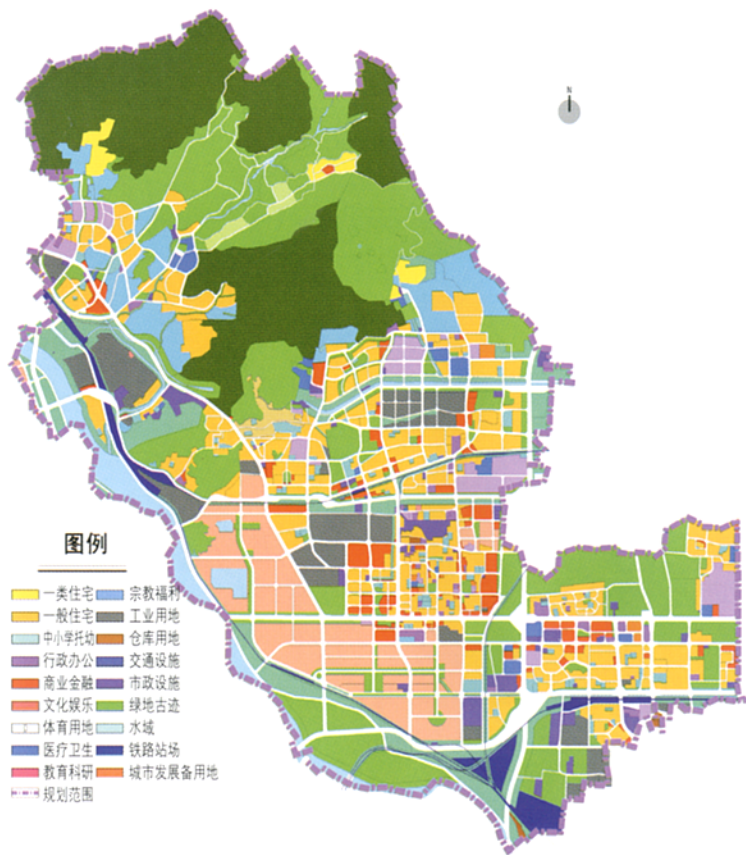 N
图例
一类住宅 宗教福利
一般住宅 工业用地
中小学托幼 仓库用地
行政办公 交通设施
商业金融 市政设施
文化娱乐 绿地古迹
体育用地 水域
医疗卫生 铁路站场
教育科研 城市发展备用地
规划范围